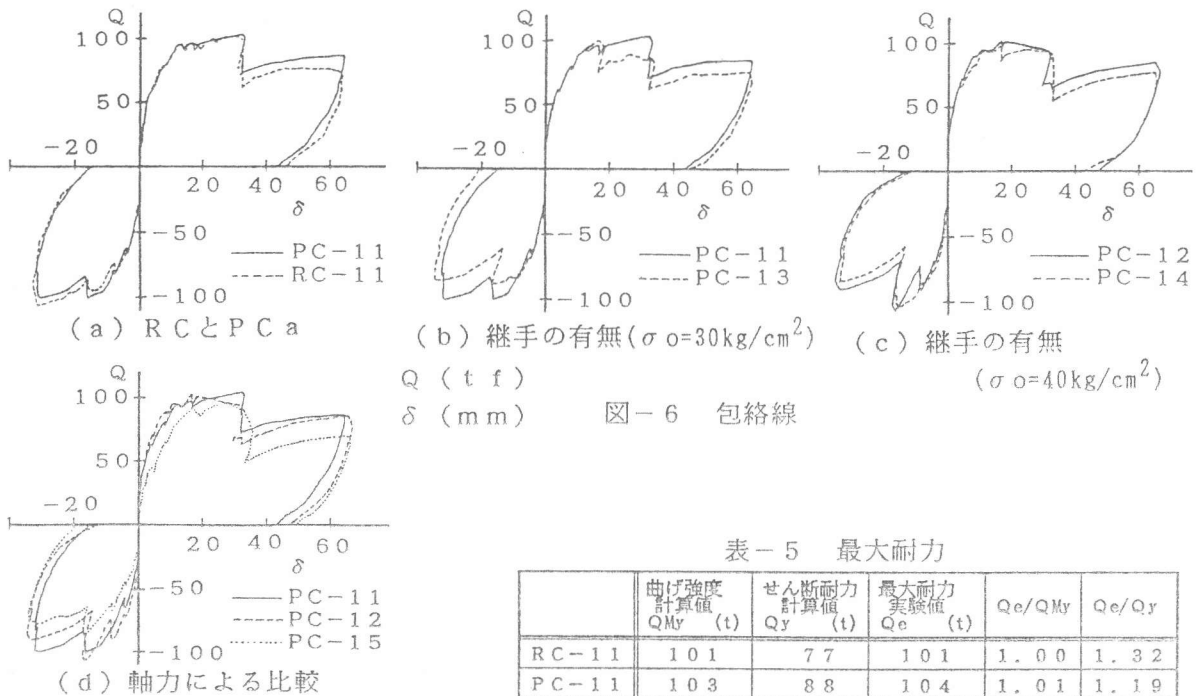 Q
100
50
-20
20 40 60
δ
-50
PC-11
RC-11
-100
(a) RCとPCa
Q
100
50
-20
20 40 60
δ
-50
PC-11
PC-13
-100
(b) 継手の有無(σo=30kg/cm²)
Q
100
50
-20
20 40 60
δ
-50
PC-12
PC-14
-100
(c) 継手の有無
(σo=40kg/cm²)
Q (tf)
δ (mm)
図-6 包絡線
Q
100
50
-20
20 40 60
δ
-50
PC-11
PC-12
PC-15
-100
(d) 軸力による比較
表-5 最大耐力
曲げ強度計算値 QMy (t) せん断耐力計算値 Qy (t) 最大耐力実験値 Qe (t) Qe/QMy Qe/Qy
RC-11 101 77 101 1.00 1.32
PC-11 103 88 104 1.01 1.19